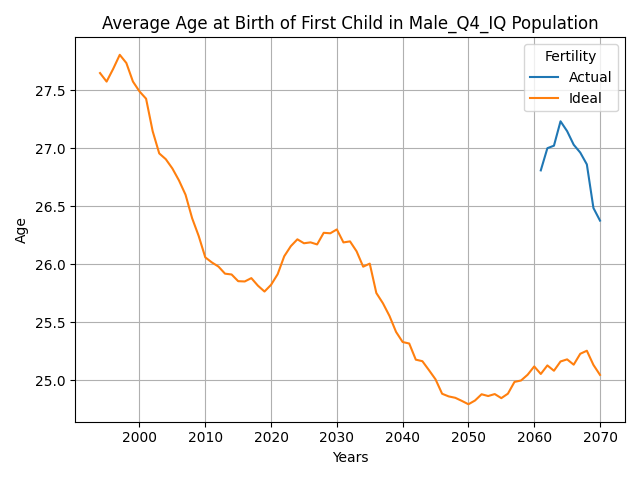 Average Age at Birth of First Child in Male_Q4_IQ Population
Fertility
Actual
Ideal
Age
27.5
27.0
26.5
26.0
25.5
25.0
2000
2010
2020
2030
2040
2050
2060
2070
Years